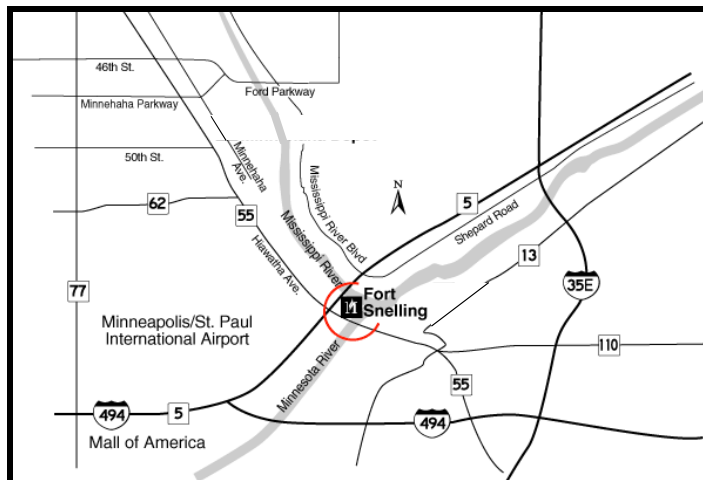 46th St.
Ford Parkway
Minnehaha Parkway
50th St.
Minnehaha
Ave.
Mississippi River Blvd
N
62
55
5
Shepard Road
Mississippi River
Hiawatha Ave.
13
77
35E
Fort
Snelling
Minneapolis/St. Paul
International Airport
110
Minnesota River
55
494
5
494
Mall of America